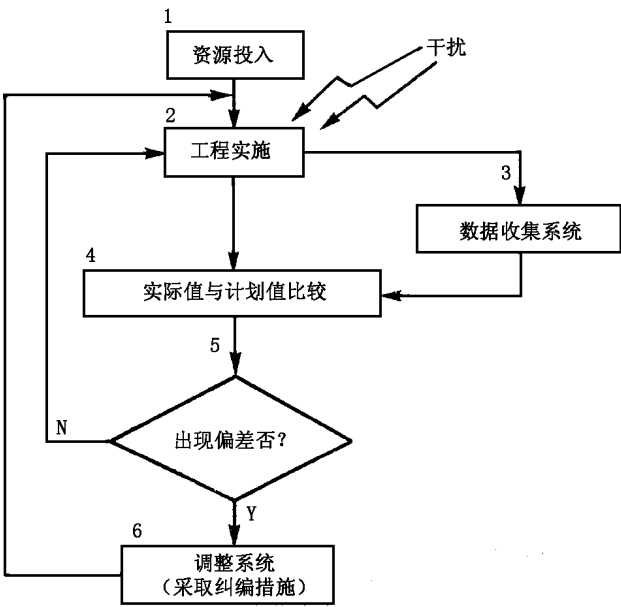 1
资源投入
干扰
2
工程实施
3
数据收集系统
4
实际值与计划值比较
5
出现偏差否?
N
Y
6
调整系统
(采取纠编措施)